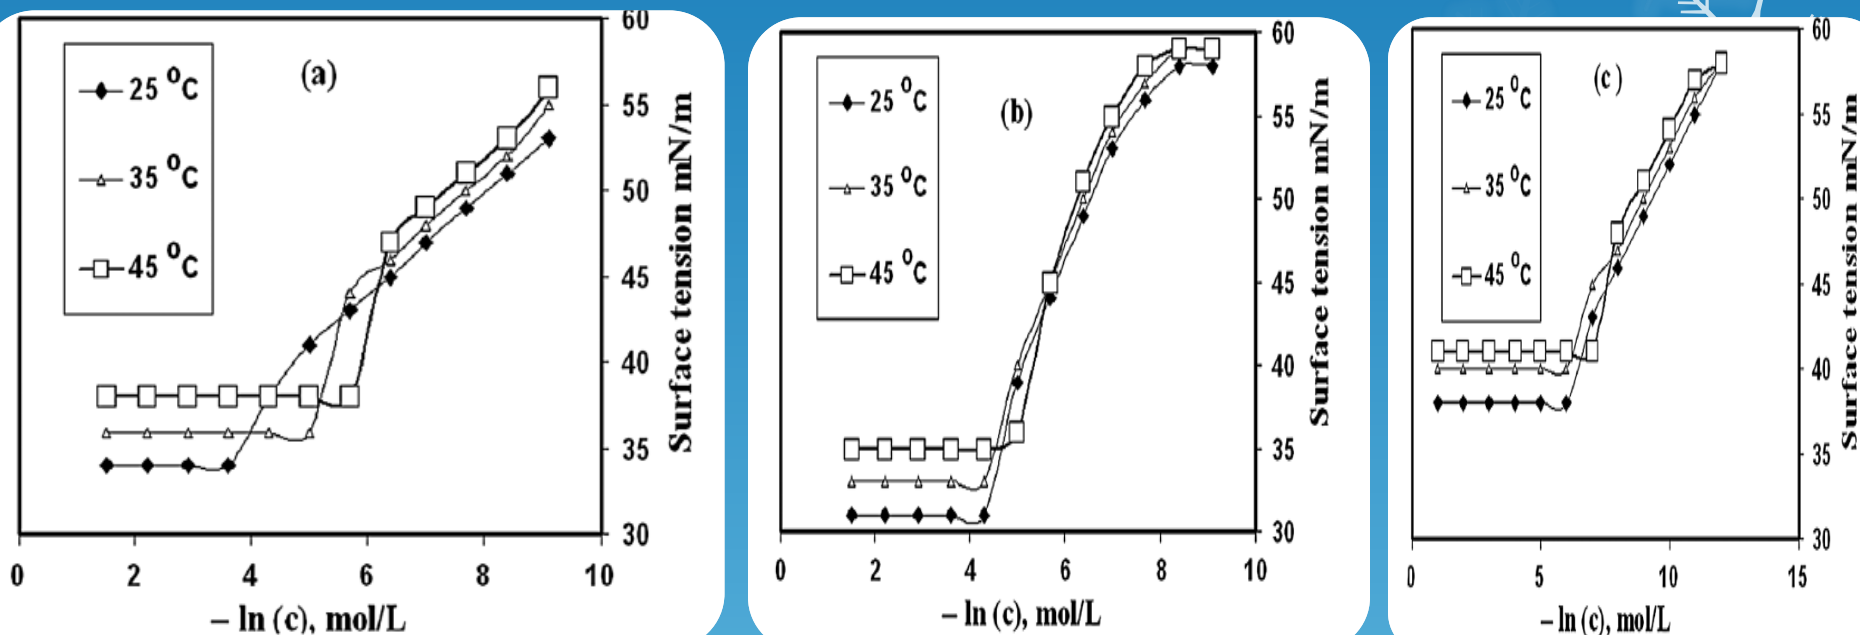 (a)
25 °C
35 °C
45 °C
60
55
50
45
40
35
30
Surface tension mN/m
0 2 4 6 8 10
– ln (c), mol/L
(b)
25 °C
35 °C
45 °C
60
55
50
45
40
35
30
Surface tension mN/m
0 2 4 6 8 10
– ln (c), mol/L
(c)
25 °C
35 °C
45 °C
60
55
50
45
40
35
30
Surface tension mN/m
0 5 10 15
– ln (c), mol/L